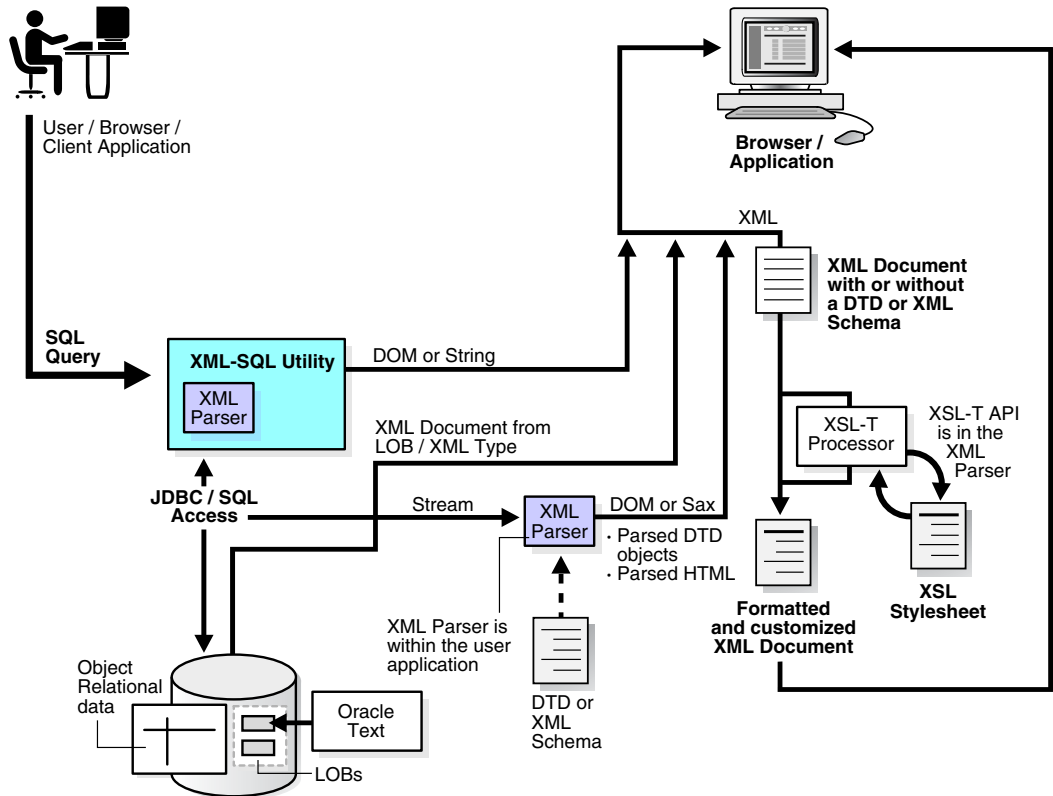 User / Browser /
Client Application
Browser /
Application
XML
XML Document
with or without
a DTD or XML
Schema
SQL
Query
XML-SQL Utility
XML
Parser
DOM or String
XML Document from
LOB / XML Type
XSL-T
Processor
XSL-T API
is in the
XML
Parser
JDBC / SQL
Access
Stream
XML
Parser
DOM or Sax
· Parsed DTD
objects
· Parsed HTML
Formatted
and customized
XML Document
XSL
Stylesheet
XML Parser is
within the user
application
DTD or
XML
Schema
Object
Relational
data
Oracle
Text
LOBs